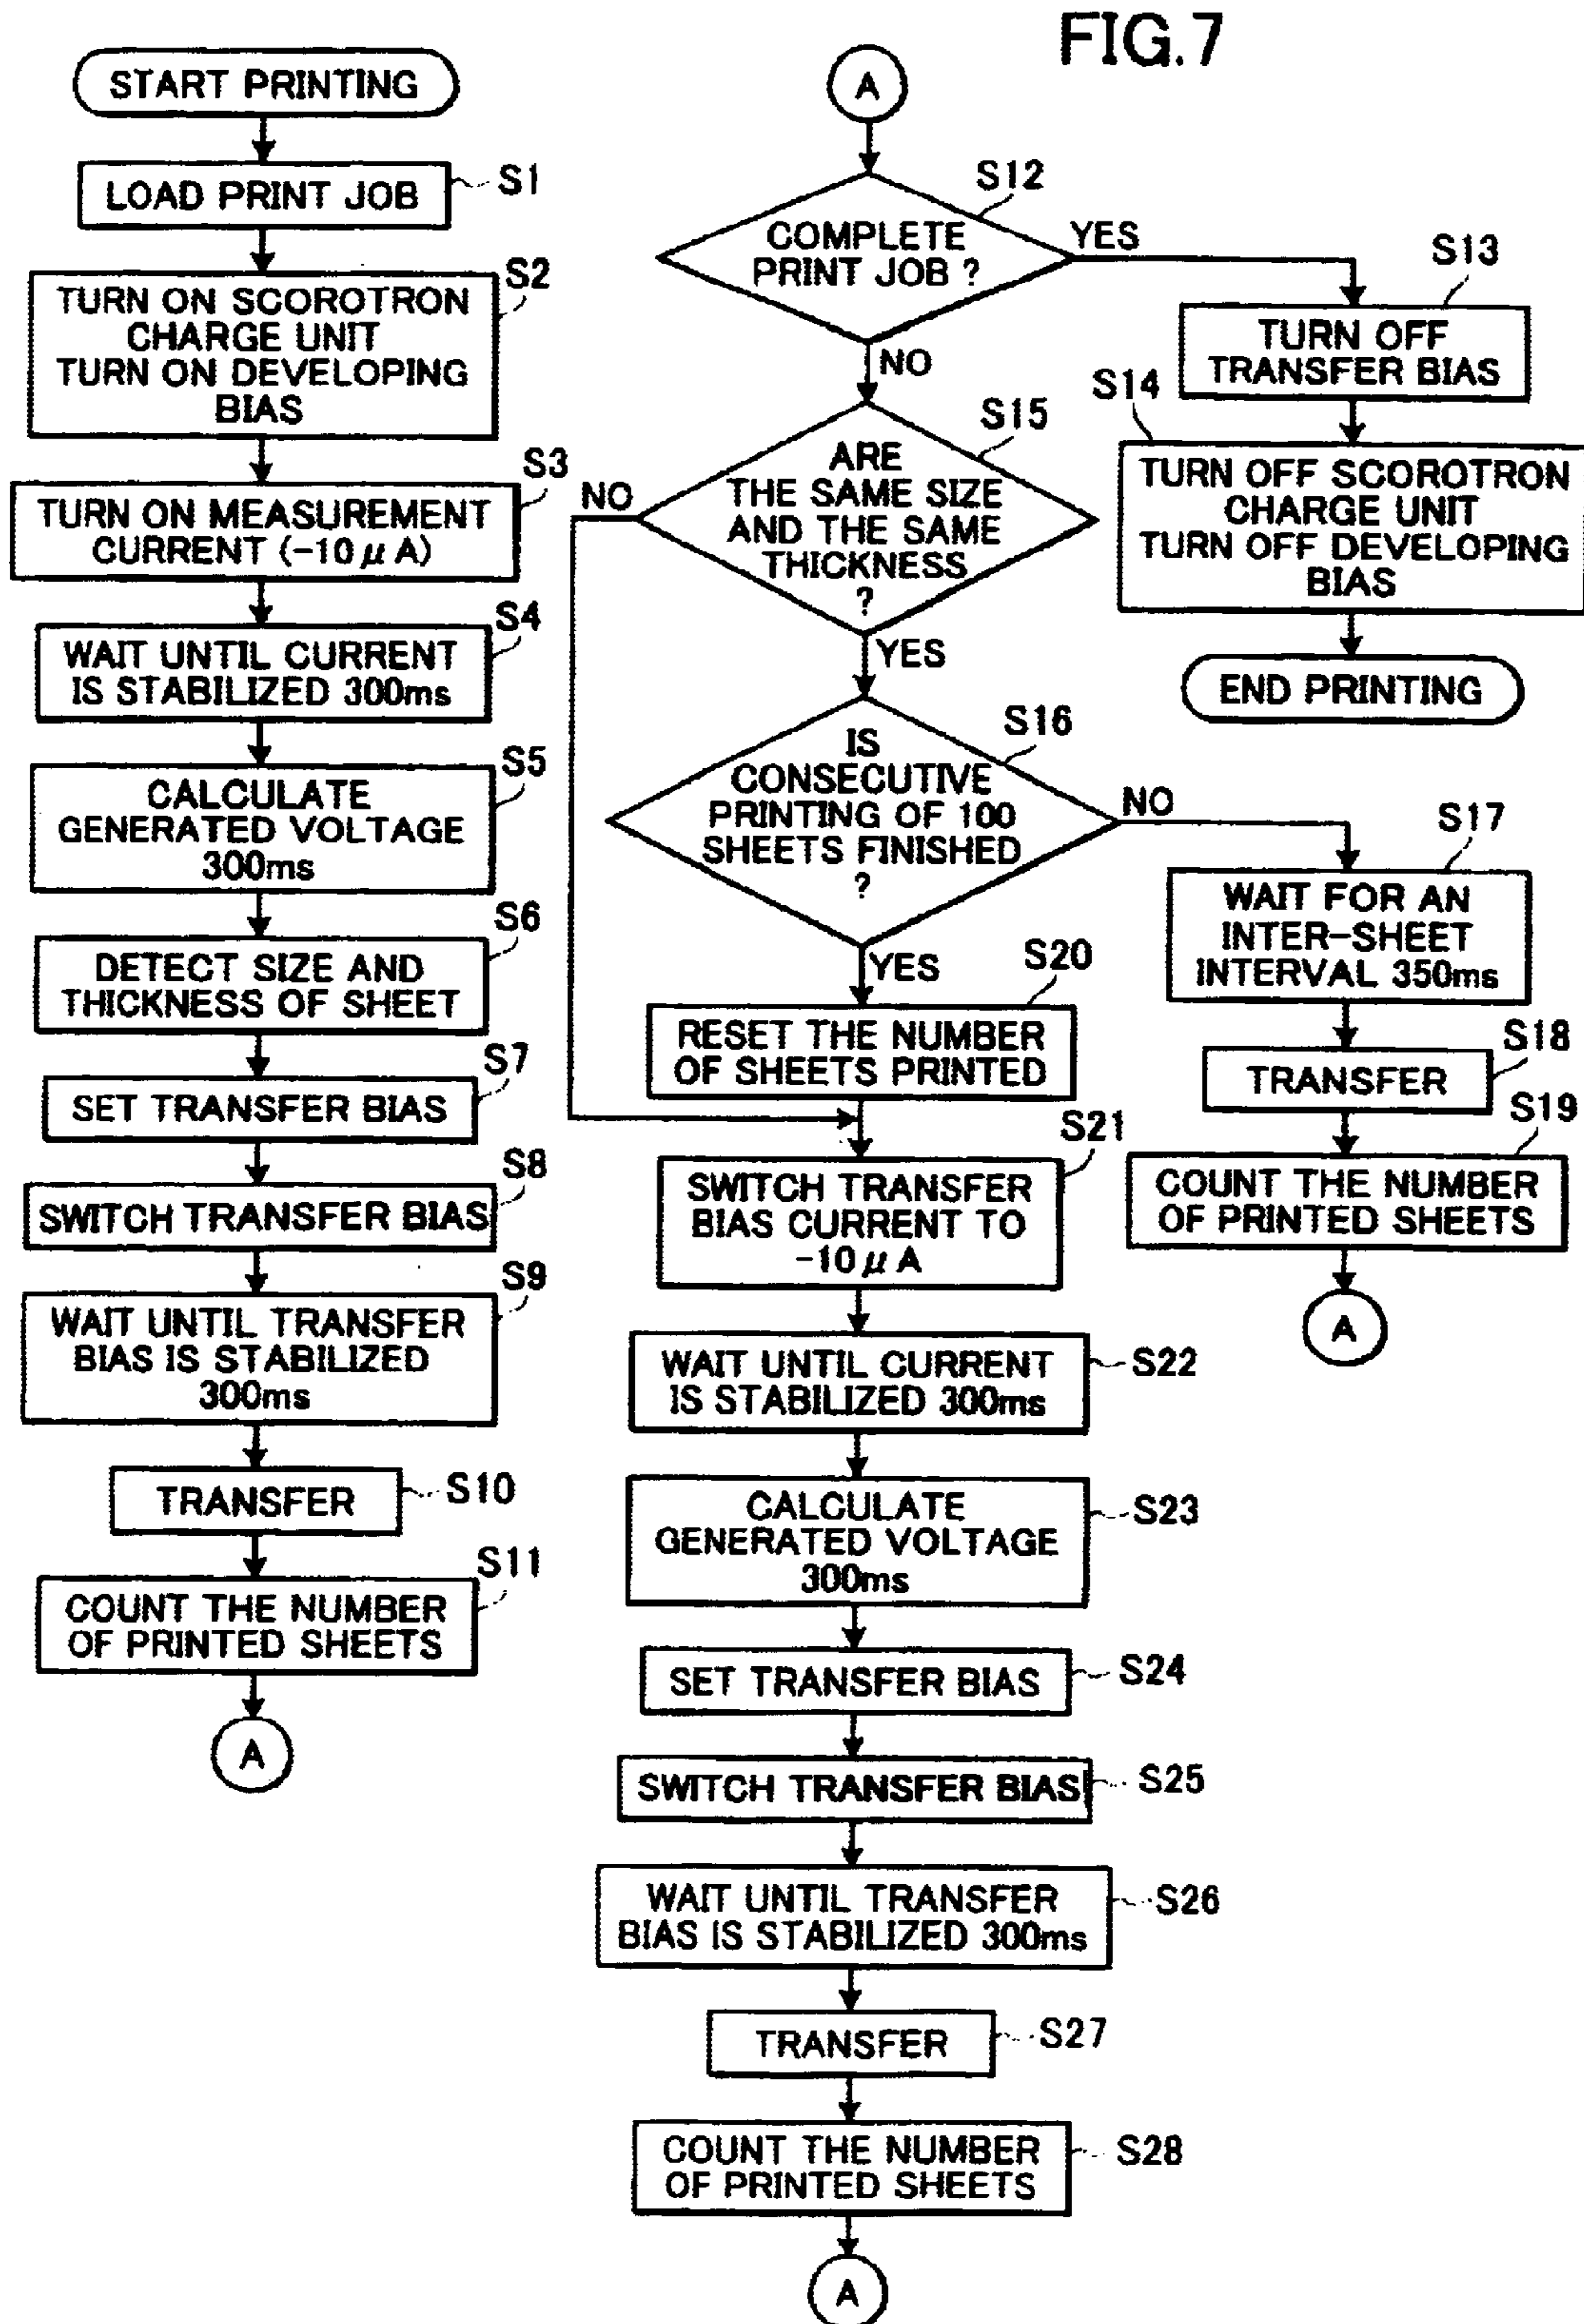 FIG.7
START PRINTING
LOAD PRINT JOB
S1
TURN ON SCOROTRON
CHARGE UNIT
TURN ON DEVELOPING
BIAS
S2
TURN ON MEASUREMENT
CURRENT (-10μA)
S3
WAIT UNTIL CURRENT
IS STABILIZED 300ms
S4
CALCULATE
GENERATED VOLTAGE
300ms
S5
DETECT SIZE AND
THICKNESS OF SHEET
S6
SET TRANSFER BIAS
S7
SWITCH TRANSFER BIAS
S8
WAIT UNTIL TRANSFER
BIAS IS STABILIZED
300ms
S9
TRANSFER
S10
COUNT THE NUMBER
OF PRINTED SHEETS
S11
A
A
COMPLETE
PRINT JOB ?
S12
YES
NO
TURN OFF
TRANSFER BIAS
S13
TURN OFF SCOROTRON
CHARGE UNIT
TURN OFF DEVELOPING
BIAS
S14
END PRINTING
ARE
THE SAME SIZE
AND THE SAME
THICKNESS
?
S15
NO
YES
IS
CONSECUTIVE
PRINTING OF 100
SHEETS FINISHED
?
S16
NO
YES
WAIT FOR AN
INTER-SHEET
INTERVAL 350ms
S17
TRANSFER
S18
COUNT THE NUMBER
OF PRINTED SHEETS
S19
A
RESET THE NUMBER
OF SHEETS PRINTED
S20
SWITCH TRANSFER
BIAS CURRENT TO
-10μA
S21
WAIT UNTIL CURRENT
IS STABILIZED 300ms
S22
CALCULATE
GENERATED VOLTAGE
300ms
S23
SET TRANSFER BIAS
S24
SWITCH TRANSFER BIAS
S25
WAIT UNTIL TRANSFER
BIAS IS STABILIZED 300ms
S26
TRANSFER
S27
COUNT THE NUMBER
OF PRINTED SHEETS
S28
A